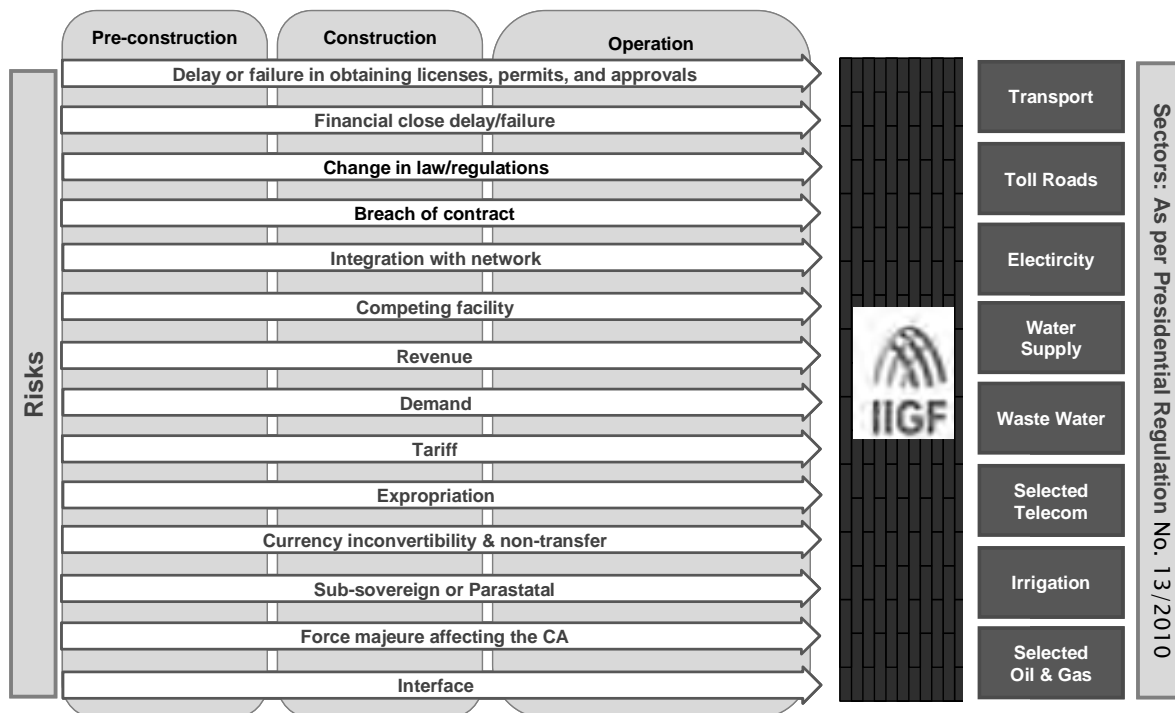 Pre-construction
Construction
Operation
Risks
Delay or failure in obtaining licenses, permits, and approvals
Financial close delay/failure
Change in law/regulations
Breach of contract
Integration with network
Competing facility
Revenue
Demand
Tariff
Expropriation
Currency inconvertibility & non-transfer
Sub-sovereign or Parastatal
Force majeure affecting the CA
Interface
IIGF
Transport
Toll Roads
Electircity
Water
Supply
Waste Water
Selected
Telecom
Irrigation
Selected
Oil & Gas
Sectors: As per Presidential Regulation No. 13/2010